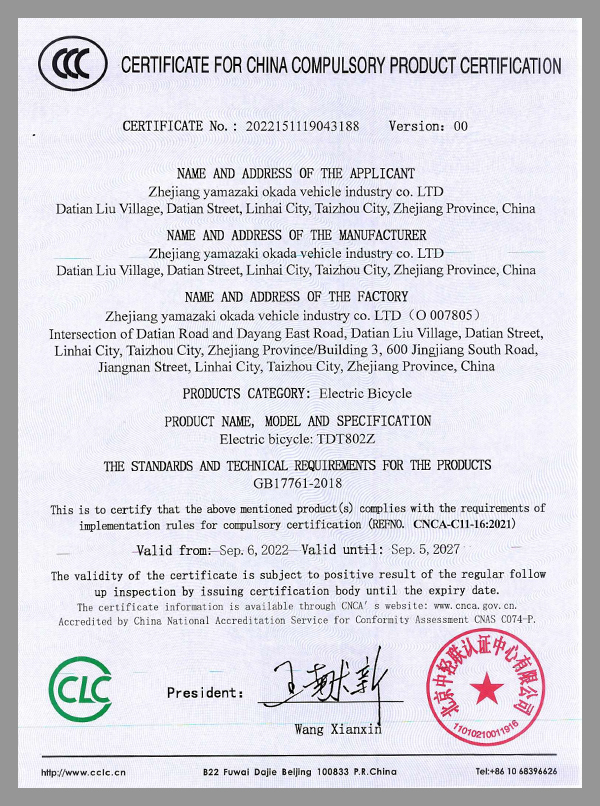 CCC CERTIFICATE FOR CHINA COMPULSORY PRODUCT CERTIFICATION
CERTIFICATE No.: 2022151119043188 Version: 00
NAME AND ADDRESS OF THE APPLICANT
Zhejiang yamazaki okada vehicle industry co. LTD
Datian Liu Village, Datian Street, Linhai City, Taizhou City, Zhejiang Province, China
NAME AND ADDRESS OF THE MANUFACTURER
Zhejiang yamazaki okada vehicle industry co. LTD
Datian Liu Village, Datian Street, Linhai City, Taizhou City, Zhejiang Province, China
NAME AND ADDRESS OF THE FACTORY
Zhejiang yamazaki okada vehicle industry co. LTD（O 007805）
Intersection of Datian Road and Dayang East Road, Datian Liu Village, Datian Street,
Linhai City, Taizhou City, Zhejiang Province/Building 3, 600 Jingjiang South Road,
Jiangnan Street, Linhai City, Taizhou City, Zhejiang Province, China
PRODUCTS CATEGORY: Electric Bicycle
PRODUCT NAME, MODEL AND SPECIFICATION
Electric bicycle: TDT802Z
THE STANDARDS AND TECHNICAL REQUIREMENTS FOR THE PRODUCTS
GB17761-2018
This is to certify that the above mentioned product(s) complies with the requirements of
implementation rules for compulsory certification (REFNO. CNCA-C11-16:2021)
Valid from: Sep. 6, 2022 Valid until: Sep. 5, 2027
The validity of the certificate is subject to positive result of the regular follow
up inspection by issuing certification body until the expiry date.
The certificate information is available through CNCA's website: www.cnca.gov.cn.
Accredited by China National Accreditation Service for Conformity Assessment CNAS C074-P.
CLC
President: 王献新
Wang Xianxin
北京中轻联认证中心有限公司
11010210011916
http://www.cclc.cn B22 Fuwai Dajie Beijing 100833 P.R.China Tel:+86 10 68396626